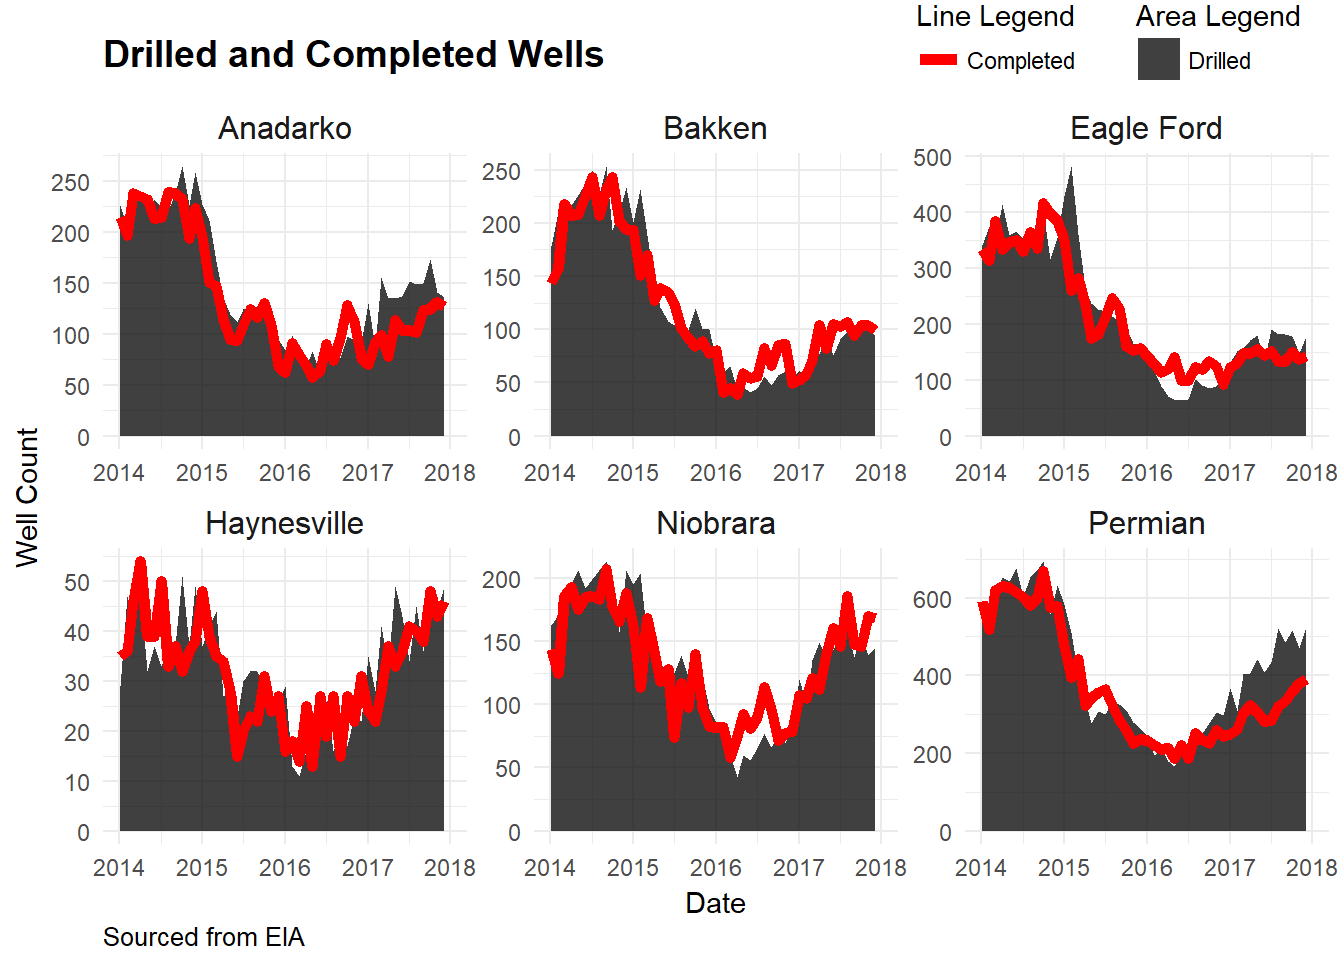 Line Legend
Area Legend
Drilled and Completed Wells
Completed
Drilled
Anadarko
Bakken
Eagle Ford
250
200
150
100
50
0
250
200
150
100
50
0
500
400
300
200
100
0
2014 2015 2016 2017 2018
2014 2015 2016 2017 2018
2014 2015 2016 2017 2018
Well Count
Haynesville
Niobrara
Permian
50
40
30
20
10
0
200
150
100
50
0
600
400
200
0
2014 2015 2016 2017 2018
2014 2015 2016 2017 2018
2014 2015 2016 2017 2018
Date
Sourced from EIA